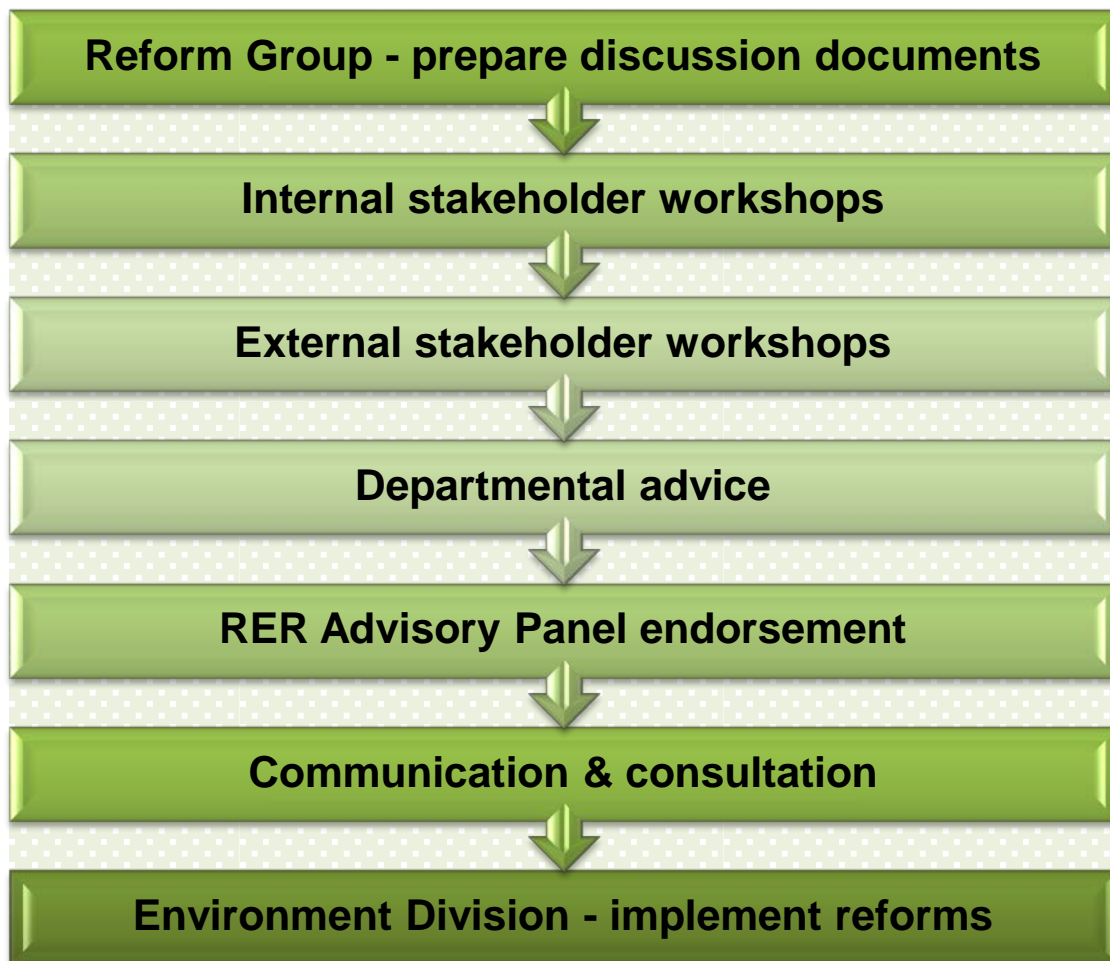 Reform Group - prepare discussion documents
Internal stakeholder workshops
External stakeholder workshops
Departmental advice
RER Advisory Panel endorsement
Communication & consultation
Environment Division - implement reforms